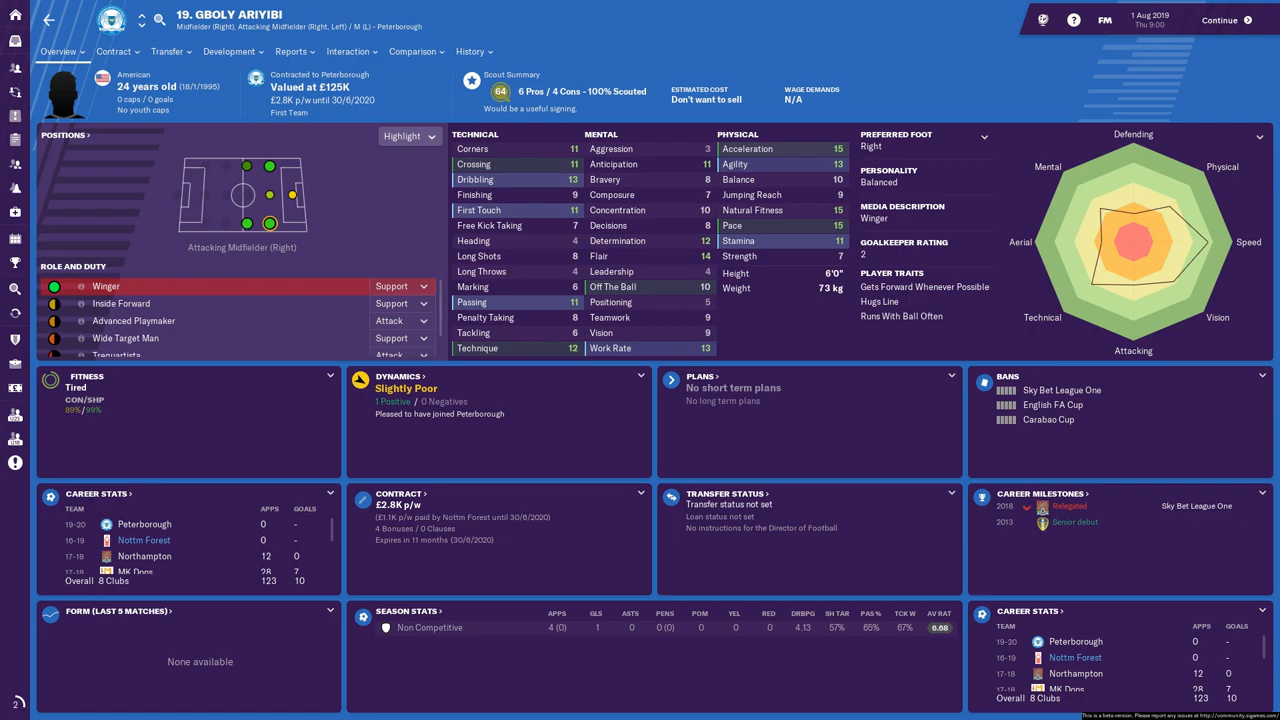 19. GBOLY ARIYIBI
Midfielder (Right), Attacking Midfielder (Right, Left) / M (L) - Peterborough
FM
1 Aug 2019
Thu 9:00
Continue
Overview
Contract
Transfer
Development
Reports
Interaction
Comparison
History
American
24 years old (18/1/1995)
0 caps / 0 goals
No youth caps
Contracted to Peterborough
Valued at £125K
£2.8K p/w until 30/6/2020
First Team
Scout Summary
64
6 Pros / 4 Cons - 100% Scouted
Would be a useful signing.
ESTIMATED COST
Don't want to sell
WAGE DEMANDS
N/A
POSITIONS
Highlight
Attacking Midfielder (Right)
ROLE AND DUTY
Winger Support
Inside Forward Support
Advanced Playmaker Attack
Wide Target Man Support
Trequartista Attack
TECHNICAL
Corners 11
Crossing 11
Dribbling 13
Finishing 9
First Touch 11
Free Kick Taking 7
Heading 4
Long Shots 8
Long Throws 4
Marking 6
Passing 11
Penalty Taking 8
Tackling 6
Technique 12
MENTAL
Aggression 3
Anticipation 11
Bravery 8
Composure 7
Concentration 10
Decisions 8
Determination 12
Flair 14
Leadership 4
Off The Ball 10
Positioning 5
Teamwork 9
Vision 9
Work Rate 13
PHYSICAL
Acceleration 15
Agility 13
Balance 10
Jumping Reach 9
Natural Fitness 15
Pace 15
Stamina 11
Strength 7
Height 6'0"
Weight 73 kg
PREFERRED FOOT
Right
PERSONALITY
Balanced
MEDIA DESCRIPTION
Winger
GOALKEEPER RATING
2
PLAYER TRAITS
Gets Forward Whenever Possible
Hugs Line
Runs With Ball Often
Defending
Mental
Physical
Aerial
Speed
Technical
Vision
Attacking
FITNESS
Tired
CON/SHP
89%/99%
DYNAMICS
Slightly Poor
1 Positive / 0 Negatives
Pleased to have joined Peterborough
PLANS
No short term plans
No long term plans
BANS
Sky Bet League One
English FA Cup
Carabao Cup
CAREER STATS
TEAM APPS GOALS
19-20 Peterborough 0 -
16-19 Nottm Forest 0 -
17-18 Northampton 12 0
17-18 MK Dons 28 7
Overall 8 Clubs 123 10
CONTRACT
£2.8K p/w
(£1.1K p/w paid by Nottm Forest until 30/6/2020)
4 Bonuses / 0 Clauses
Expires in 11 months (30/6/2020)
TRANSFER STATUS
Transfer status not set
Loan status not set
No instructions for the Director of Football
CAREER MILESTONES
2018 Relegated Sky Bet League One
2013 Senior debut
FORM (LAST 5 MATCHES)
None available
SEASON STATS
APPS GLS ASTS PENS POM YEL RED DRBPG SH TAR PAS % TCK W AV RAT
Non Competitive 4 (0) 1 0 0 (0) 0 0 0 4.13 57% 65% 67% 6.68
CAREER STATS
TEAM APPS GOALS
19-20 Peterborough 0 -
16-19 Nottm Forest 0 -
17-18 Northampton 12 0
17-18 MK Dons 28 7
Overall 8 Clubs 123 10
U23
U18
2
This is a beta version. Please report any issues at http://community.sigames.com/